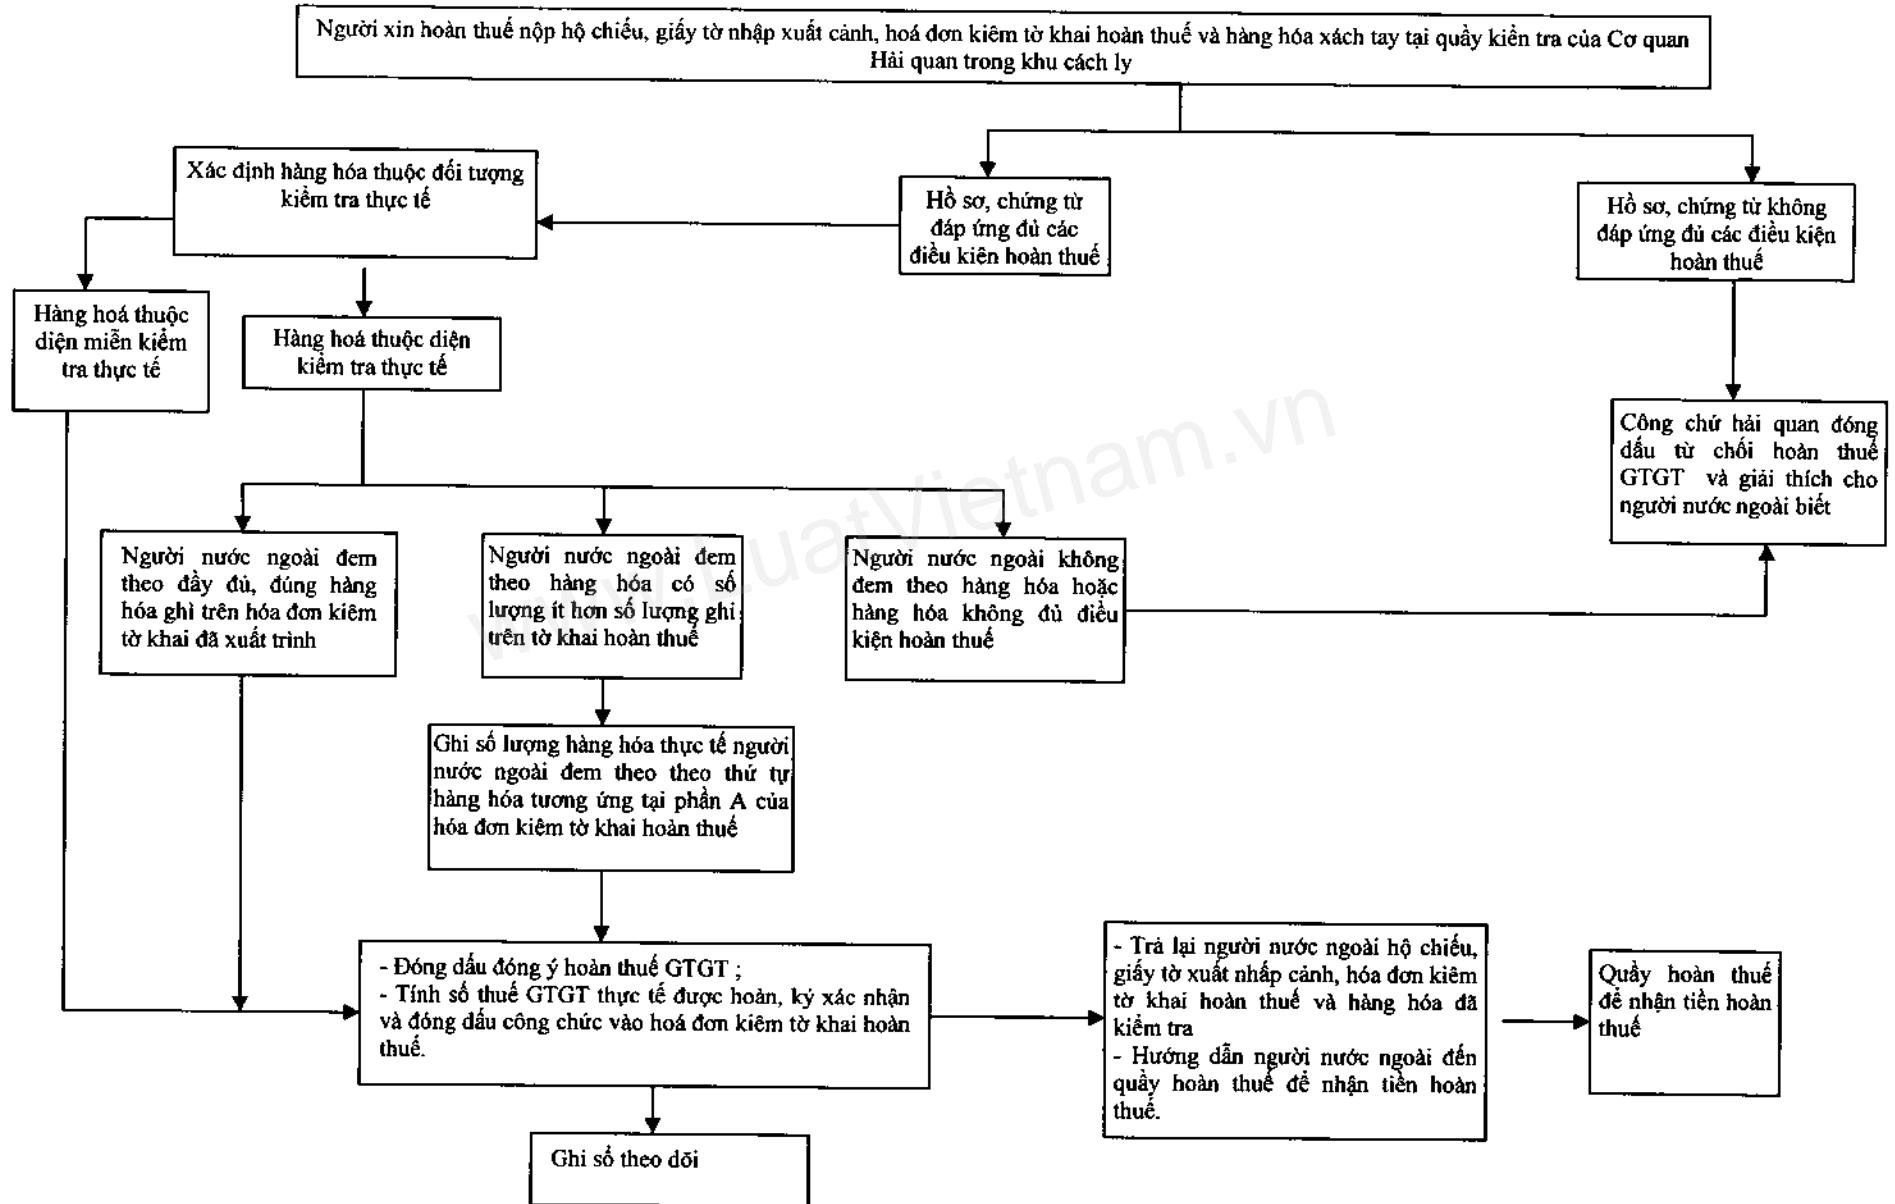 Người xin hoàn thuế nộp hộ chiếu, giấy tờ nhập xuất cảnh, hoá đơn kiêm tờ khai hoàn thuế và hàng hóa xách tay tại quầy kiển tra của Cơ quan
Hải quan trong khu cách ly
Xác định hàng hóa thuộc đối tượng
kiểm tra thực tế
Hồ sơ, chứng từ
đáp ứng đủ các
điều kiên hoàn thuế
Hồ sơ, chứng từ không
đáp ứng đủ các điều kiện
hoàn thuế
Hàng hoá thuộc
diện miễn kiểm
tra thực tế
Hàng hoá thuộc diện
kiểm tra thực tế
Công chứ hải quan đóng
dấu từ chối hoàn thuế
GTGT và giải thích cho
người nước ngoài biết
Người nước ngoài đem
theo đầy đủ, đúng hàng
hóa ghi trên hóa đơn kiêm
tờ khai đã xuất trình
Người nước ngoài đem
theo hàng hóa có số
lượng ít hơn số lượng ghi
trên tờ khai hoàn thuế
Người nước ngoài không
đem theo hàng hóa hoặc
hàng hóa không đủ điều
kiện hoàn thuế
Ghi số lượng hàng hóa thực tế người
nước ngoài đem theo theo thứ tự
hàng hóa tương ứng tại phần A của
hóa đơn kiêm tờ khai hoàn thuế
- Đóng dấu đóng ý hoàn thuế GTGT ;
- Tính số thuế GTGT thực tế được hoàn, ký xác nhận
và đóng dấu công chức vào hoá đơn kiêm tờ khai hoàn
thuế.
- Trả lại người nước ngoài hộ chiếu,
giấy tờ xuất nhấp cảnh, hóa đơn kiêm
tờ khai hoàn thuế và hàng hóa đã
kiểm tra
- Hướng dẫn người nước ngoài đến
quầy hoàn thuế để nhận tiền hoàn
thuế.
Quầy hoàn thuế
để nhận tiền hoàn
thuế
Ghi sổ theo dõi
www.LuatVietnam.vn